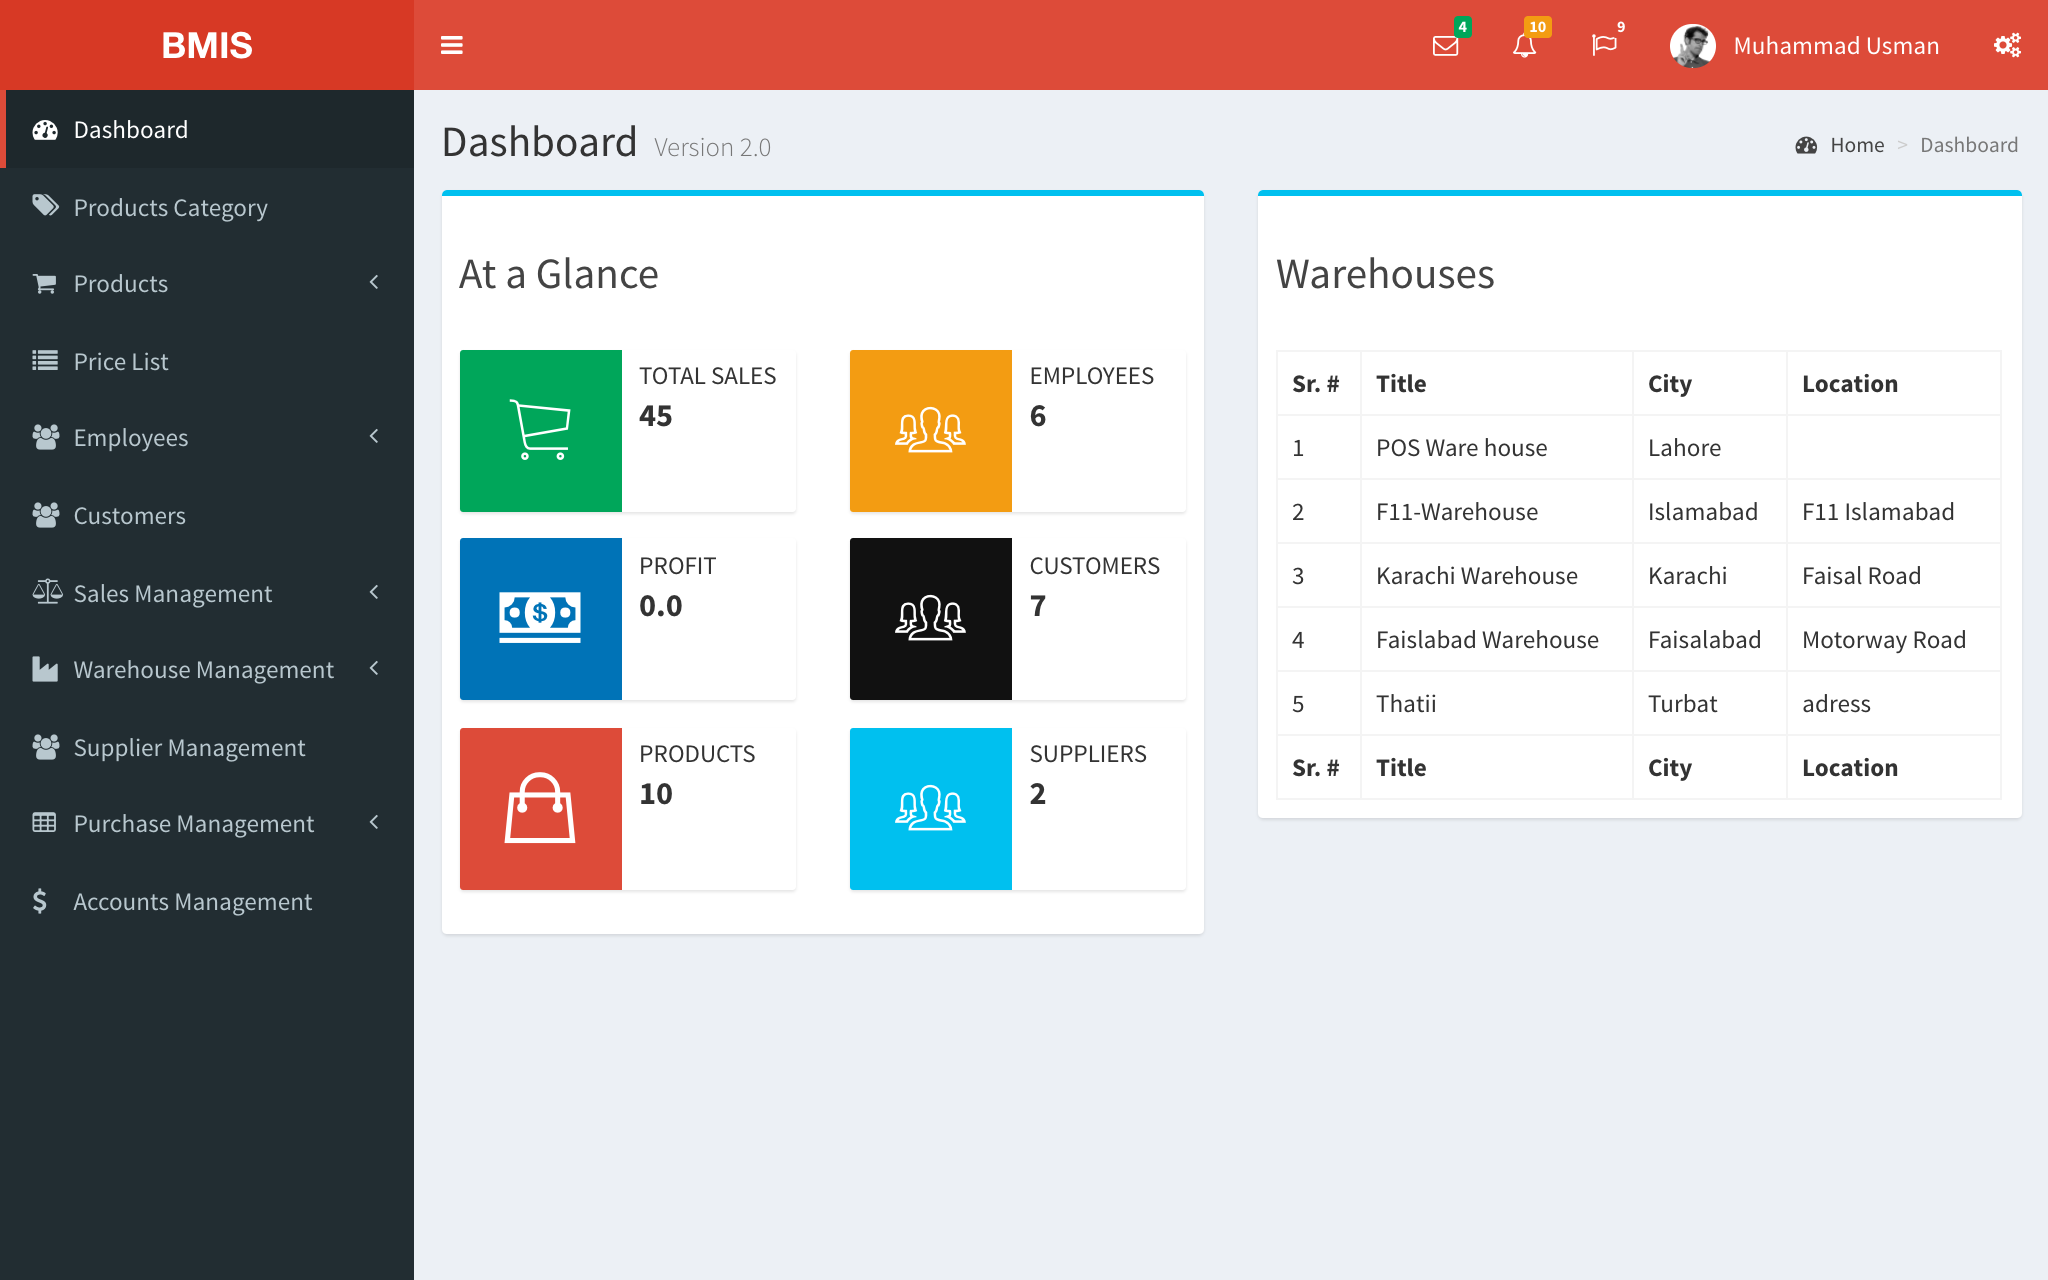 BMIS
4
10
9
Muhammad Usman
Dashboard
Products Category
Products
Price List
Employees
Customers
Sales Management
Warehouse Management
Supplier Management
Purchase Management
Accounts Management
Dashboard Version 2.0
Home > Dashboard
At a Glance
TOTAL SALES
45
EMPLOYEES
6
PROFIT
0.0
CUSTOMERS
7
PRODUCTS
10
SUPPLIERS
2
Warehouses
Sr. # Title City Location
1 POS Ware house Lahore
2 F11-Warehouse Islamabad F11 Islamabad
3 Karachi Warehouse Karachi Faisal Road
4 Faislabad Warehouse Faisalabad Motorway Road
5 Thatii Turbat adress
Sr. # Title City Location